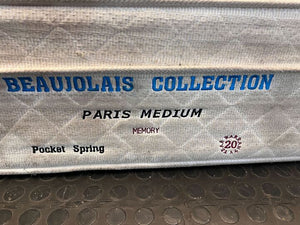 BEAUJOLAIS COLLECTION
PARIS MEDIUM
MEMORY
Pocket Spring
20